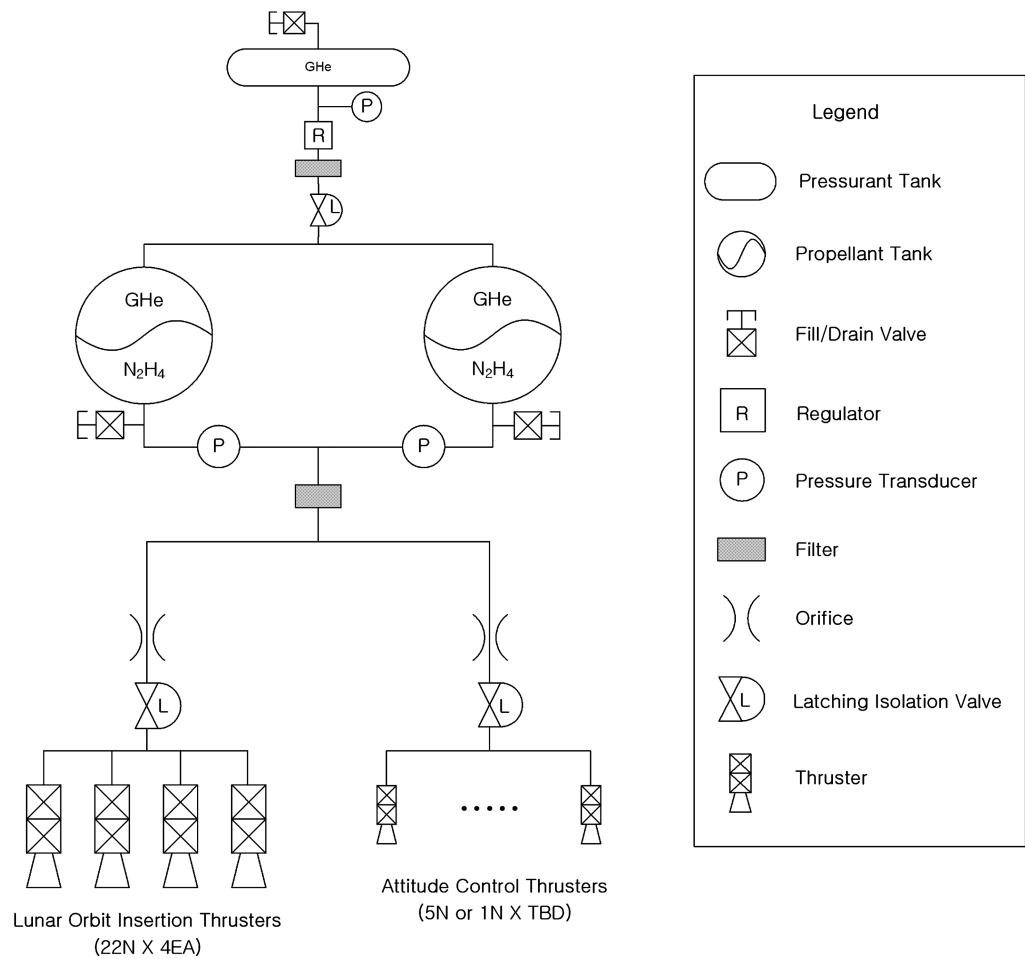 GHe
P
R
L
GHe
GHe
N₂H₄
N₂H₄
P
P
L
L
Lunar Orbit Insertion Thrusters
(22N X 4EA)
Attitude Control Thrusters
(5N or 1N X TBD)
Legend
Pressurant Tank
Propellant Tank
Fill/Drain Valve
R
Regulator
P
Pressure Transducer
Filter
Orifice
L
Latching Isolation Valve
Thruster